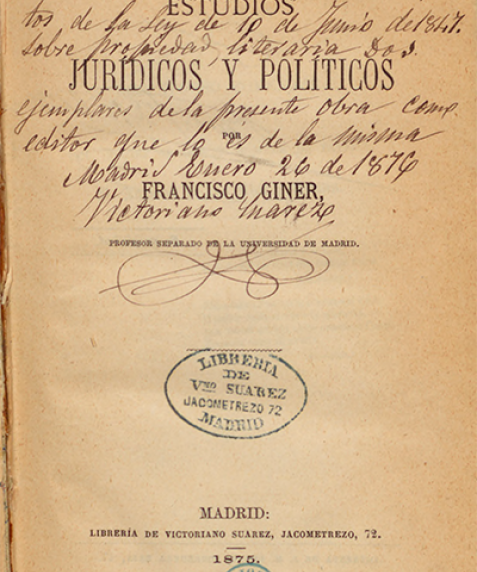 ESTUDIOS
tos de la Ley de 10 de Junio de 1847.
sobre propiedad literaria dos
JURÍDICOS Y POLÍTICOS
ejemplares de la presente obra como
editor que lo es de la misma
POR
Madrid Enero 26 de 1876
FRANCISCO GINER,
Victoriano Suarez
PROFESOR SEPARADO DE LA UNIVERSIDAD DE MADRID.
LIBRERIA
DE
VNO SUAREZ
JACOMETREZO 72
MADRID
MADRID:
LIBRERÍA DE VICTORIANO SUAREZ, JACOMETREZO, 72.
1875.